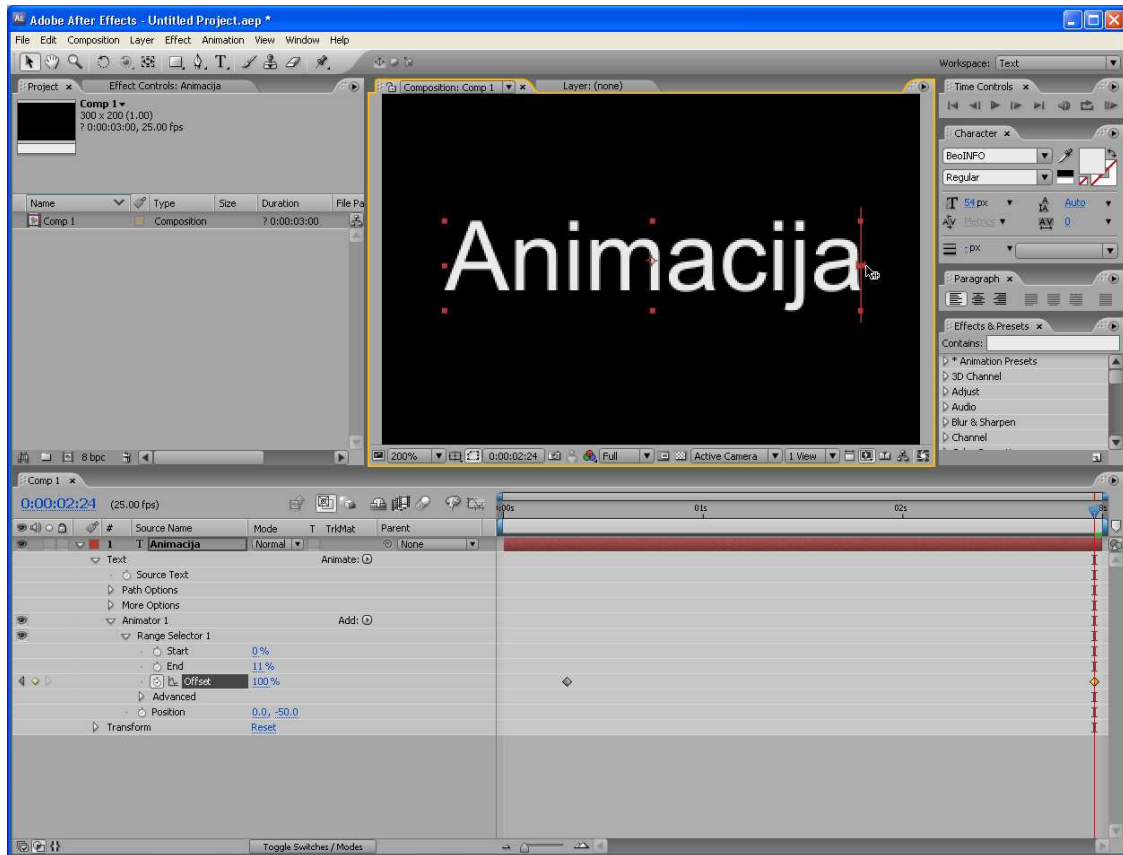 Adobe After Effects - Untitled Project.aep *
File Edit Composition Layer Effect Animation View Window Help
Workspace: Text
Project x Effect Controls: Animacija
Composition: Comp 1 x Layer: (none)
Time Controls x
Comp 1
300 x 200 (1.00)
? 0:00:03:00, 25.00 fps
Character x
BeoINFO
Regular
Name Type Size Duration File Pa
Comp 1 Composition ? 0:00:03:00
54 px Auto
Metrics 0
- px
Animacija
Paragraph x
Effects & Presets x
Contains:
* Animation Presets
3D Channel
Adjust
Audio
Blur & Sharpen
Channel
8 bpc
200% 0:00:02:24 Full Active Camera 1 View
Comp 1 x
0:00:02:24 (25.00 fps)
01s 02s
# Source Name Mode T TrkMat Parent
1 T Animacija Normal None
Text Animate:
Source Text
Path Options
More Options
Animator 1 Add:
Range Selector 1
Start 0%
End 11%
Offset 100%
Advanced
Position 0.0, -50.0
Transform Reset
Toggle Switches / Modes